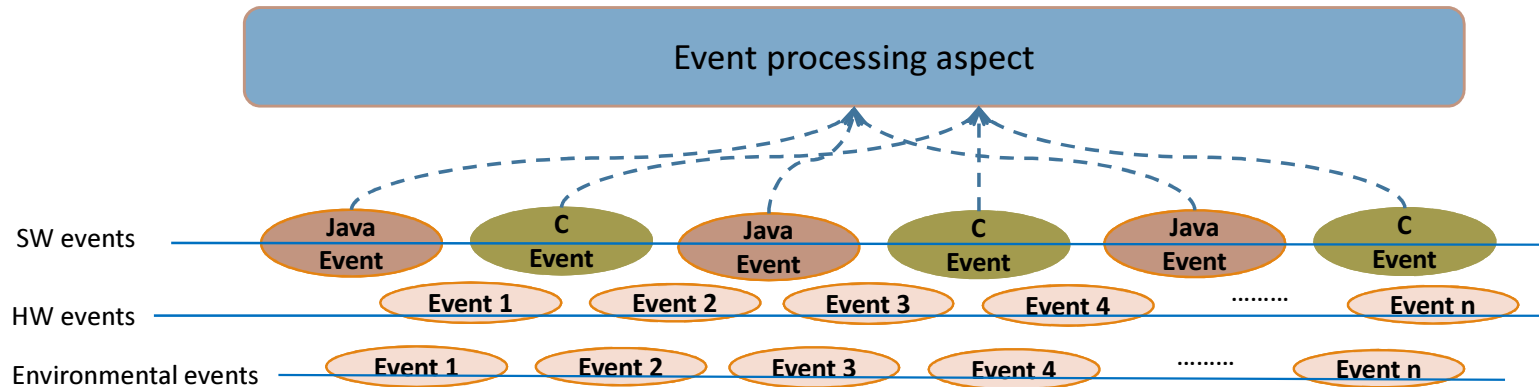 Event processing aspect
SW events
Java
Event
C
Event
Java
Event
C
Event
Java
Event
C
Event
HW events
Event 1
Event 2
Event 3
Event 4
.........
Event n
Environmental events
Event 1
Event 2
Event 3
Event 4
.........
Event n